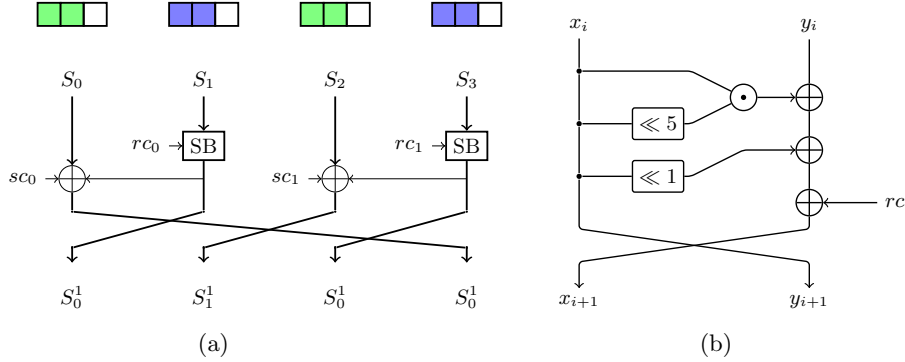 S_0 S_1 S_2 S_3
rc_0 SB rc_1 SB
sc_0 sc_1
S_0^1 S_1^1 S_0^1 S_0^1
(a)
x_i y_i
≪ 5
≪ 1
rc
x_{i+1} y_{i+1}
(b)